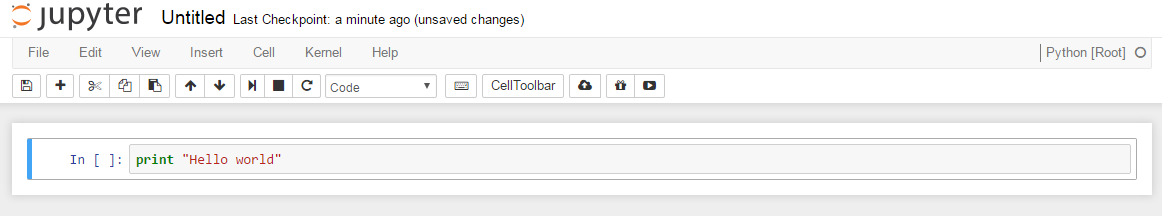 jupyter Untitled Last Checkpoint: a minute ago (unsaved changes)
File Edit View Insert Cell Kernel Help Python [Root]
Code CellToolbar
In [ ]: print "Hello world"